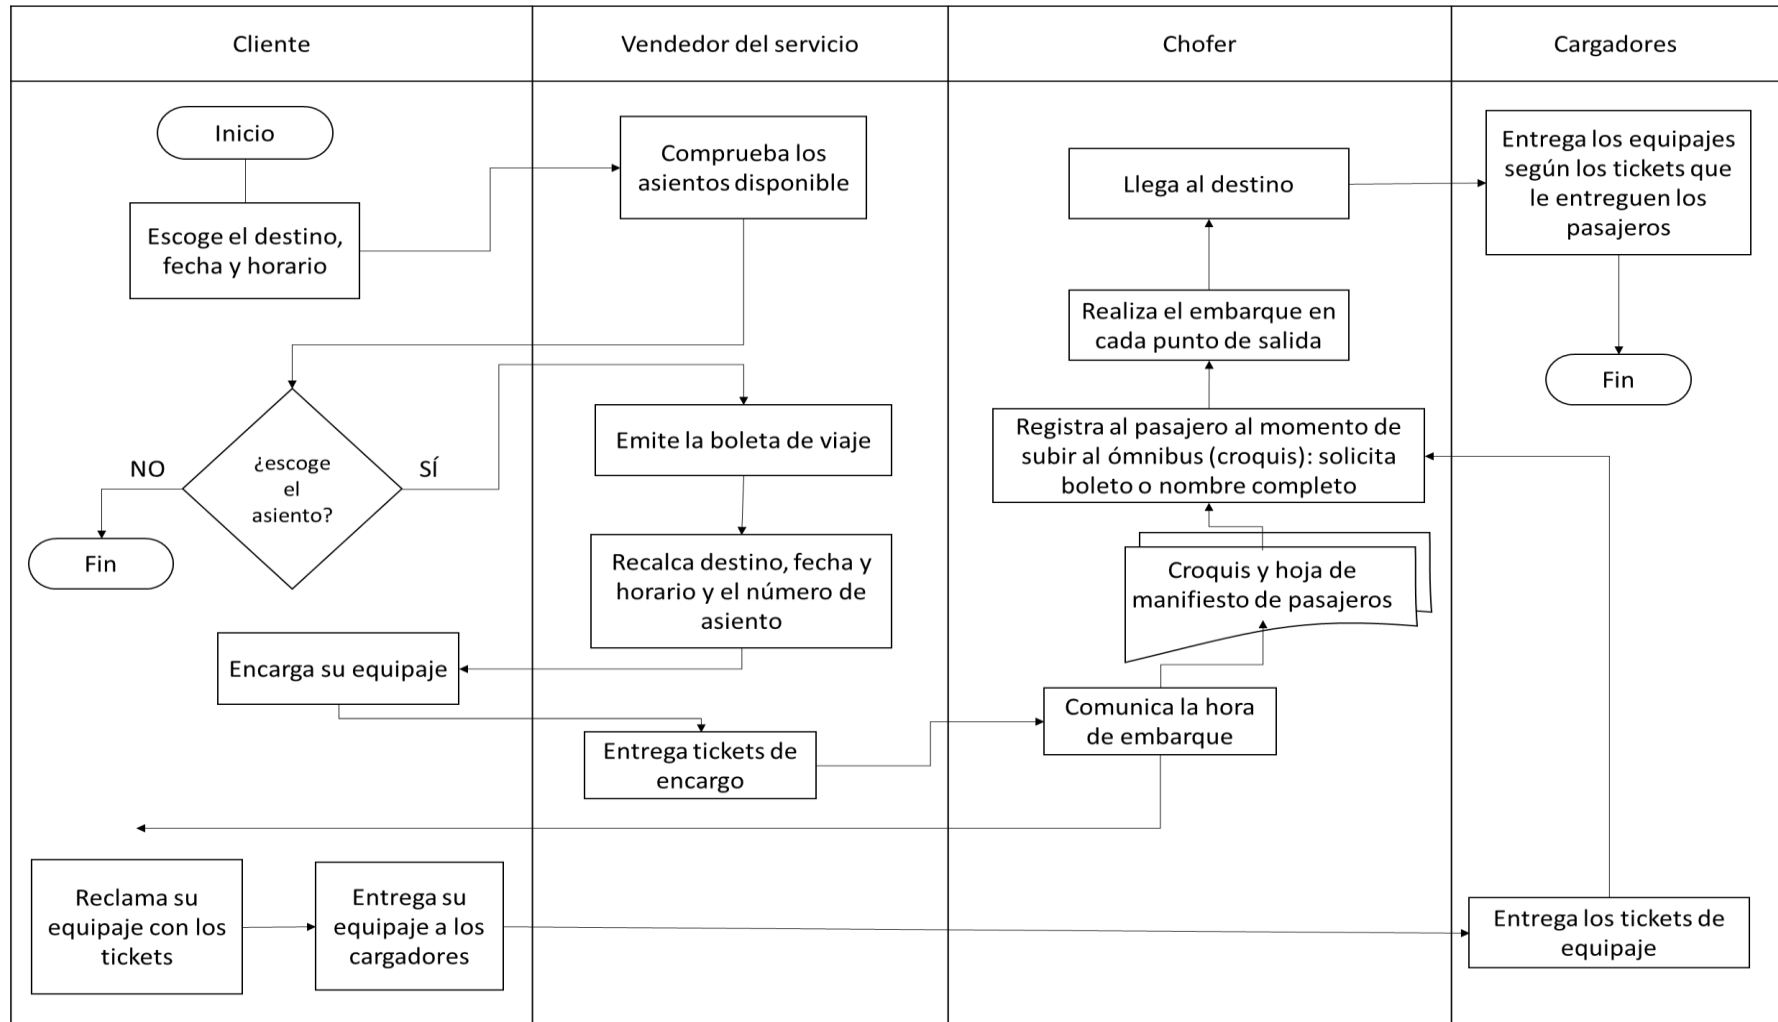 Cliente
Vendedor del servicio
Chofer
Cargadores
Inicio
Escoge el destino,
fecha y horario
Comprueba los
asientos disponible
¿escoge
el
asiento?
NO
SÍ
Fin
Emite la boleta de viaje
Recalca destino, fecha y
horario y el número de
asiento
Encarga su equipaje
Entrega tickets de
encargo
Comunica la hora
de embarque
Croquis y hoja de
manifiesto de pasajeros
Registra al pasajero al momento de
subir al ómnibus (croquis): solicita
boleto o nombre completo
Realiza el embarque en
cada punto de salida
Llega al destino
Entrega los equipajes
según los tickets que
le entreguen los
pasajeros
Fin
Reclama su
equipaje con los
tickets
Entrega su
equipaje a los
cargadores
Entrega los tickets de
equipaje